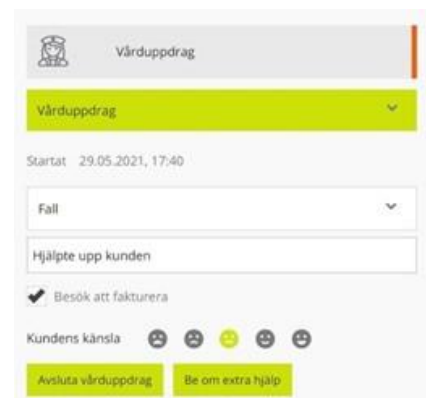 Vårduppdrag
Vårduppdrag
Startat 29.05.2021, 17:40
Fall
Hjälpte upp kunden
Besök att fakturera
Kundens känsla
Avsluta vårduppdrag Be om extra hjälp